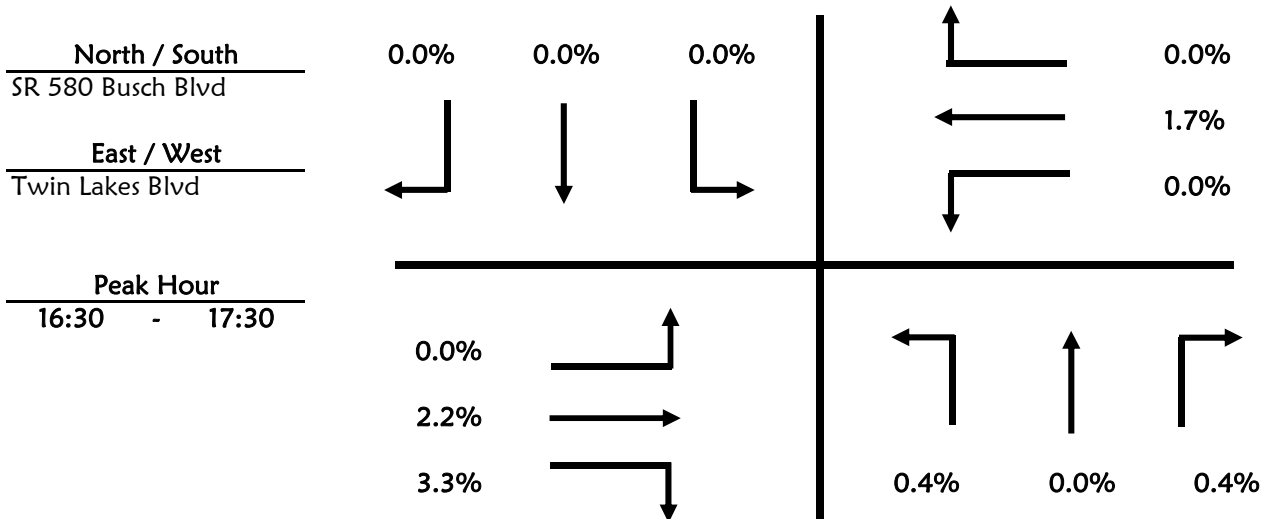 North / South
SR 580 Busch Blvd
East / West
Twin Lakes Blvd
Peak Hour
16:30 - 17:30
0.0% 0.0% 0.0%
0.0%
1.7%
0.0%
0.0%
2.2%
3.3%
0.4% 0.0% 0.4%